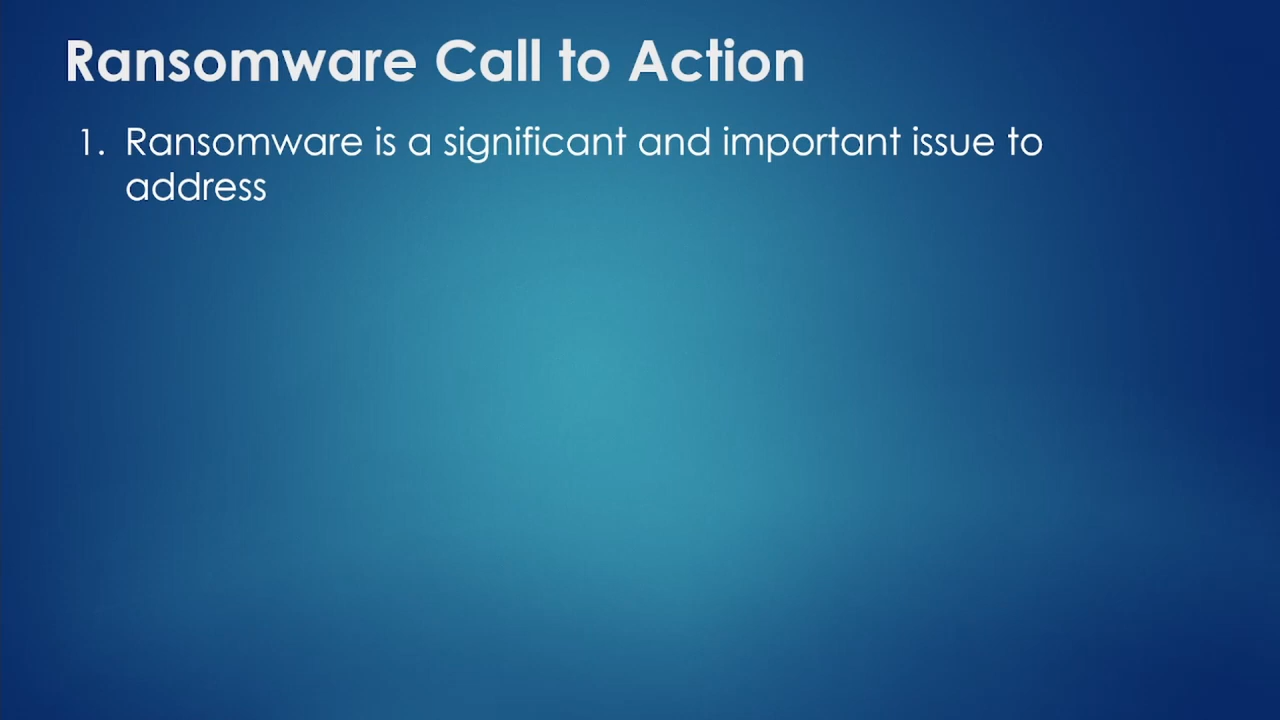 Ransomware Call to Action
1. Ransomware is a significant and important issue to
address